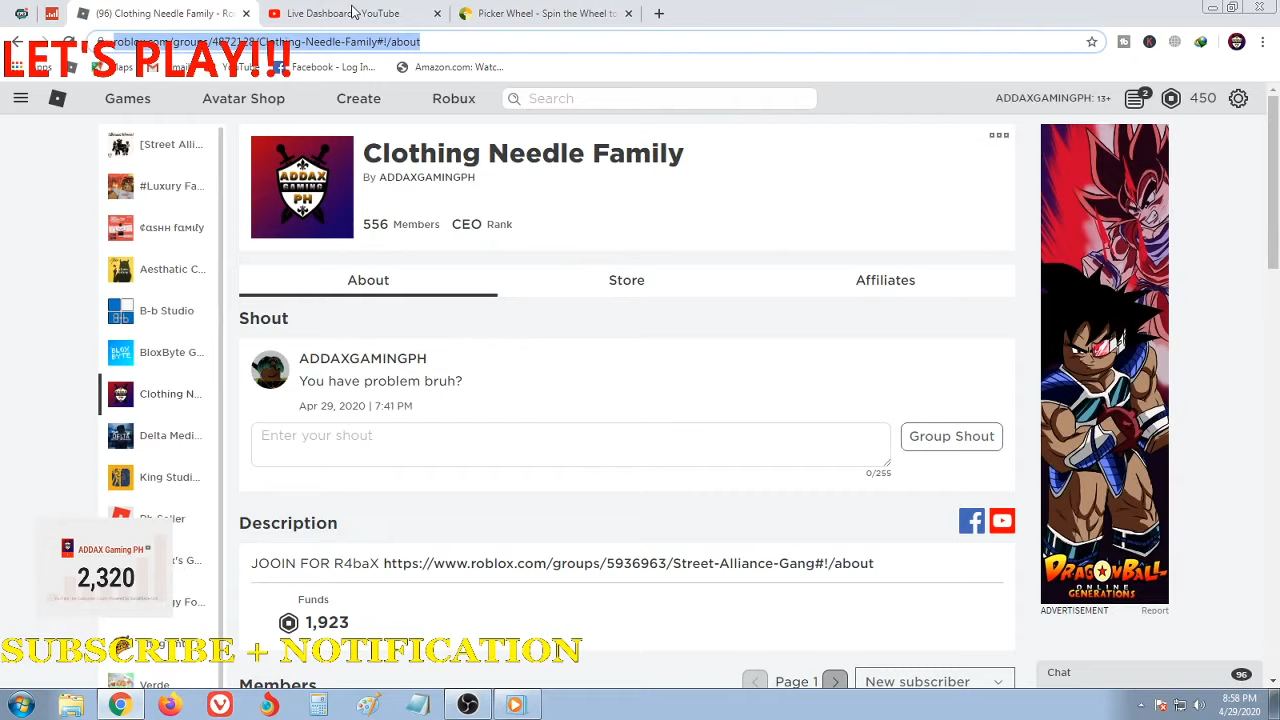 (96) Clothing Needle Family - Ro
Live Dashboard - YouTube
Picker Wheel - Spin the Wheel to
roblox.com/groups/4872128/Clothing-Needle-Family#!/about
LET'S PLAY!!!
Facebook - Log In...
Amazon.com: Watc...
Games
Avatar Shop
Create
Robux
Search
ADDAXGAMINGPH: 13+
2
450
[Street Alli...
#Luxury Fa...
¢αѕнн fαмιℓу
Aesthatic C...
B-b Studio
BloxByte G...
Clothing N...
Delta Medi...
King Studi...
Clothing Needle Family
By ADDAXGAMINGPH
556 Members
CEO Rank
ADDAX GAMING PH
About
Store
Affiliates
Shout
ADDAXGAMINGPH
You have problem bruh?
Apr 29, 2020 | 7:41 PM
Enter your shout
Group Shout
0/255
Description
JOOIN FOR R4paX https://www.roblox.com/groups/5936963/Street-Alliance-Gang#!/about
Funds
1,923
ADDAX Gaming PH
2,320
SUBSCRIBE + NOTIFICATION
Members
Page 1
New subscriber
Verde
DRAGON BALL
ONLINE
GENERATIONS
ADVERTISEMENT
Report
Chat
96
8:58 PM
4/29/2020